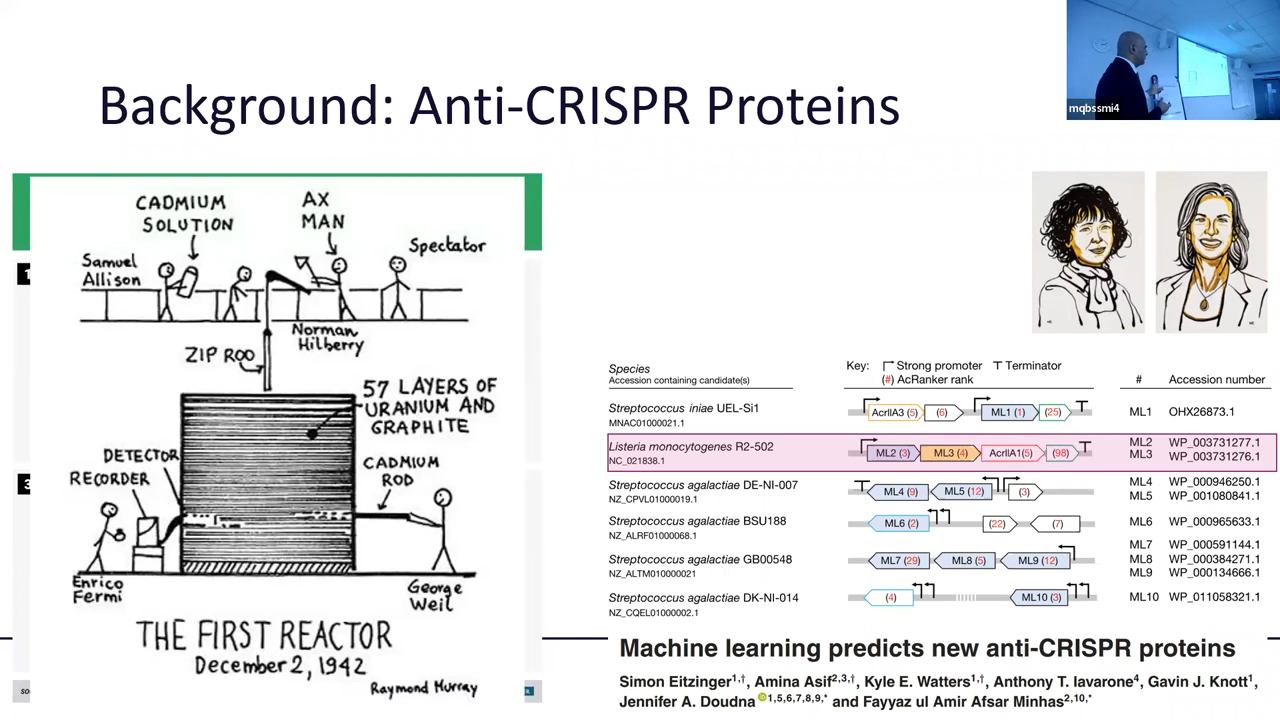 Background: Anti-CRISPR Proteins
mqbssmi4
CADMIUM
SOLUTION
AX
MAN
Spectator
Samuel
Allison
Norman
Hilberry
ZIP ROD
57 LAYERS OF
URANIUM AND
GRAPHITE
DETECTOR
RECORDER
CADMIUM
ROD
Enrico
Fermi
George
Weil
THE FIRST REACTOR
December 2, 1942
Raymond Murray
1
3
Species
Accession containing candidate(s)
Key: Strong promoter Terminator
(#) AcRanker rank
# Accession number
Streptococcus iniae UEL-Si1
MNAC01000021.1
AcrIIA3 (5) (6) ML1 (1) (25)
ML1 OHX26873.1
Listeria monocytogenes R2-502
NC_021838.1
ML2 (3) ML3 (4) AcrIIA1(5) (98)
ML2 WP_003731277.1
ML3 WP_003731276.1
Streptococcus agalactiae DE-NI-007
NZ_CPVL01000019.1
ML4 (9) ML5 (12) (3)
ML4 WP_000946250.1
ML5 WP_001080841.1
Streptococcus agalactiae BSU188
NZ_ALRF01000068.1
ML6 (2) (22) (7)
ML6 WP_000965633.1
Streptococcus agalactiae GB00548
NZ_ALTM010000021
ML7 (29) ML8 (5) ML9 (12)
ML7 WP_000591144.1
ML8 WP_000384271.1
ML9 WP_000134666.1
Streptococcus agalactiae DK-NI-014
NZ_CQEL01000002.1
(4) ML10 (3)
ML10 WP_011058321.1
Machine learning predicts new anti-CRISPR proteins
Simon Eitzinger1,†, Amina Asif2,3,†, Kyle E. Watters1,†, Anthony T. Iavarone4, Gavin J. Knott1,
Jennifer A. Doudna 1,5,6,7,8,9,* and Fayyaz ul Amir Afsar Minhas2,10,*